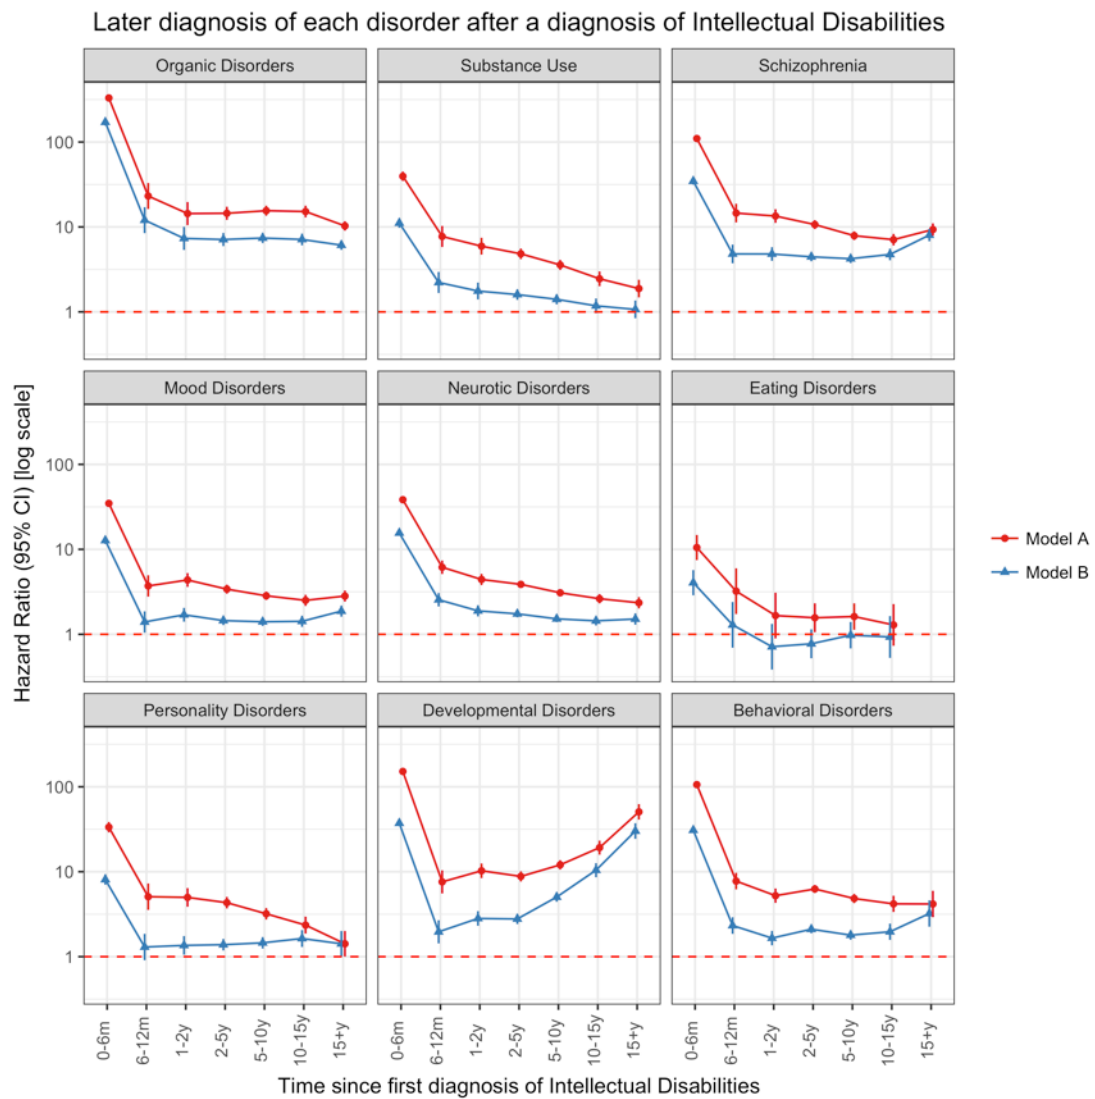 Later diagnosis of each disorder after a diagnosis of Intellectual Disabilities
Organic Disorders
Substance Use
Schizophrenia
100
10
1
Mood Disorders
Neurotic Disorders
Eating Disorders
100
10
1
Hazard Ratio (95% CI) [log scale]
Model A
Model B
Personality Disorders
Developmental Disorders
Behavioral Disorders
100
10
1
0-6m
6-12m
1-2y
2-5y
5-10y
10-15y
15+y
0-6m
6-12m
1-2y
2-5y
5-10y
10-15y
15+y
0-6m
6-12m
1-2y
2-5y
5-10y
10-15y
15+y
Time since first diagnosis of Intellectual Disabilities